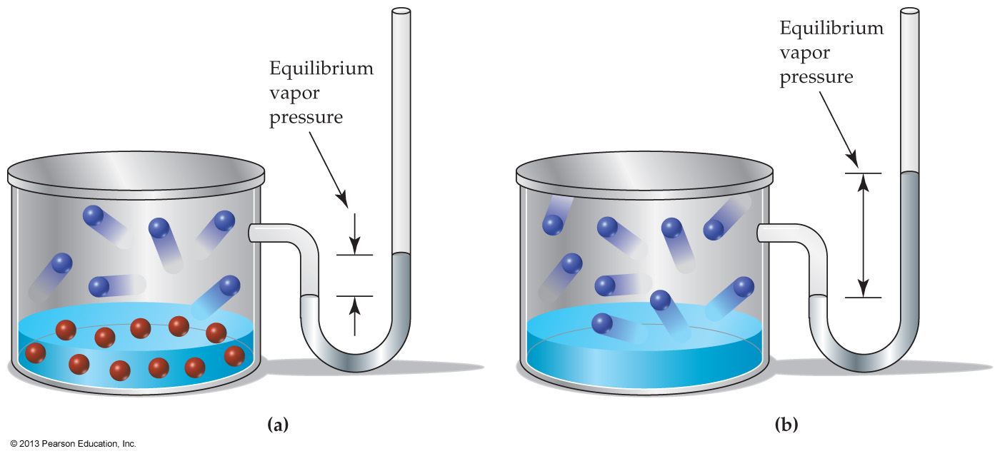 Equilibrium
vapor
pressure
Equilibrium
vapor
pressure
(a)
(b)
© 2013 Pearson Education, Inc.